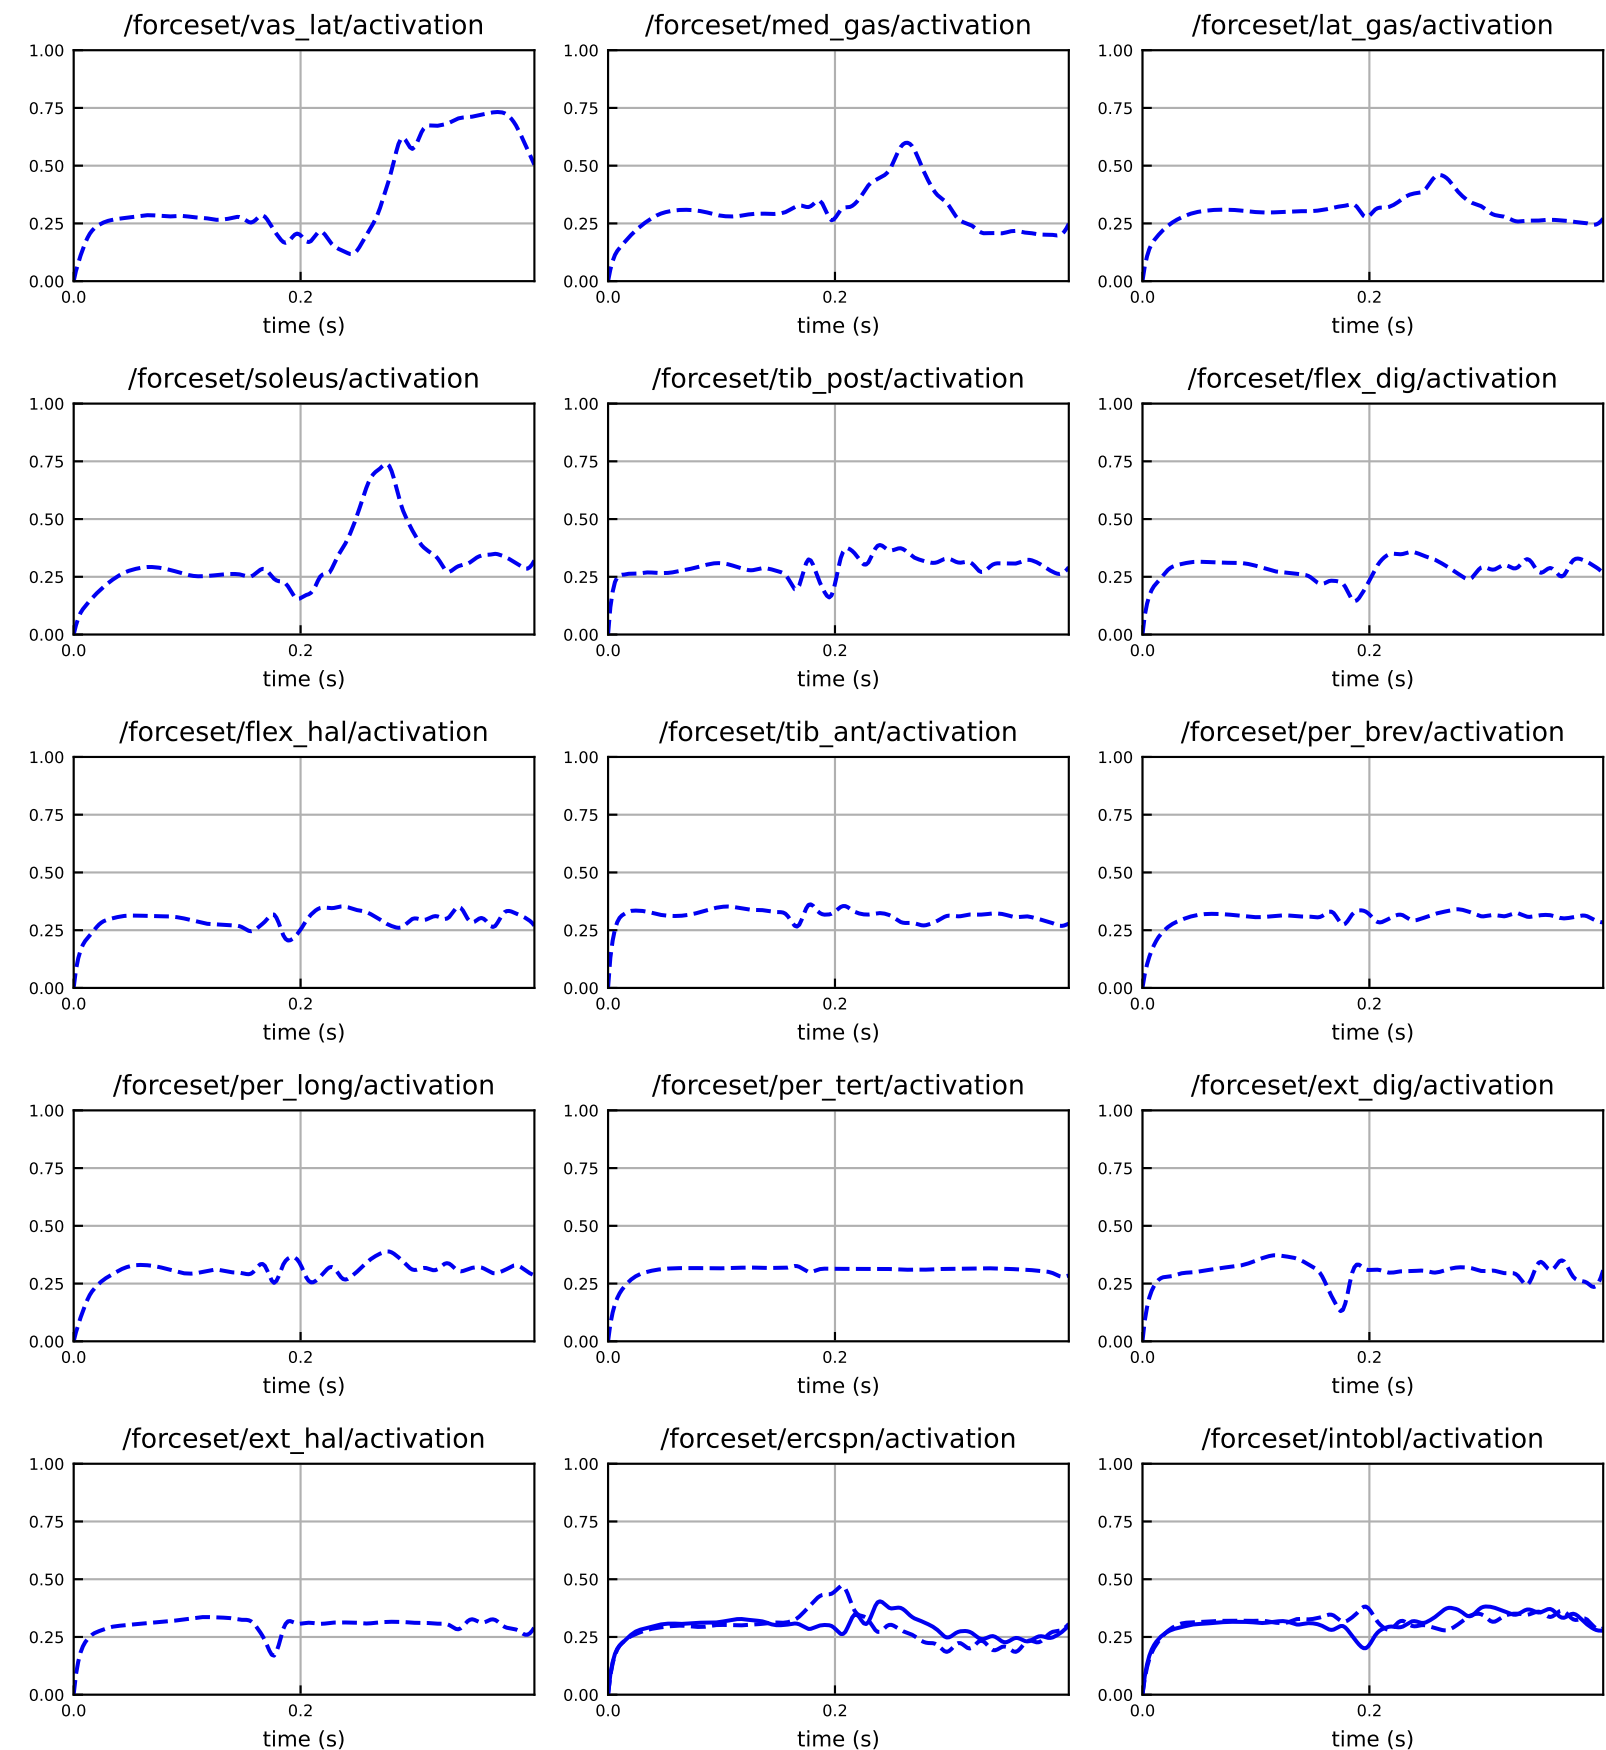 /forceset/vas_lat/activation /forceset/med_gas/activation /forceset/lat_gas/activation
1.00 1.00 1.00
0.75 0.75 0.75
0.50 0.50 0.50
0.25 0.25 0.25
0.00 0.00 0.00
0.0 0.2 0.0 0.2 0.0 0.2
time (s) time (s) time (s)
/forceset/soleus/activation /forceset/tib_post/activation /forceset/flex_dig/activation
1.00 1.00 1.00
0.75 0.75 0.75
0.50 0.50 0.50
0.25 0.25 0.25
0.00 0.00 0.00
0.0 0.2 0.0 0.2 0.0 0.2
time (s) time (s) time (s)
/forceset/flex_hal/activation /forceset/tib_ant/activation /forceset/per_brev/activation
1.00 1.00 1.00
0.75 0.75 0.75
0.50 0.50 0.50
0.25 0.25 0.25
0.00 0.00 0.00
0.0 0.2 0.0 0.2 0.0 0.2
time (s) time (s) time (s)
/forceset/per_long/activation /forceset/per_tert/activation /forceset/ext_dig/activation
1.00 1.00 1.00
0.75 0.75 0.75
0.50 0.50 0.50
0.25 0.25 0.25
0.00 0.00 0.00
0.0 0.2 0.0 0.2 0.0 0.2
time (s) time (s) time (s)
/forceset/ext_hal/activation /forceset/ercspn/activation /forceset/intobl/activation
1.00 1.00 1.00
0.75 0.75 0.75
0.50 0.50 0.50
0.25 0.25 0.25
0.00 0.00 0.00
0.0 0.2 0.0 0.2 0.0 0.2
time (s) time (s) time (s)